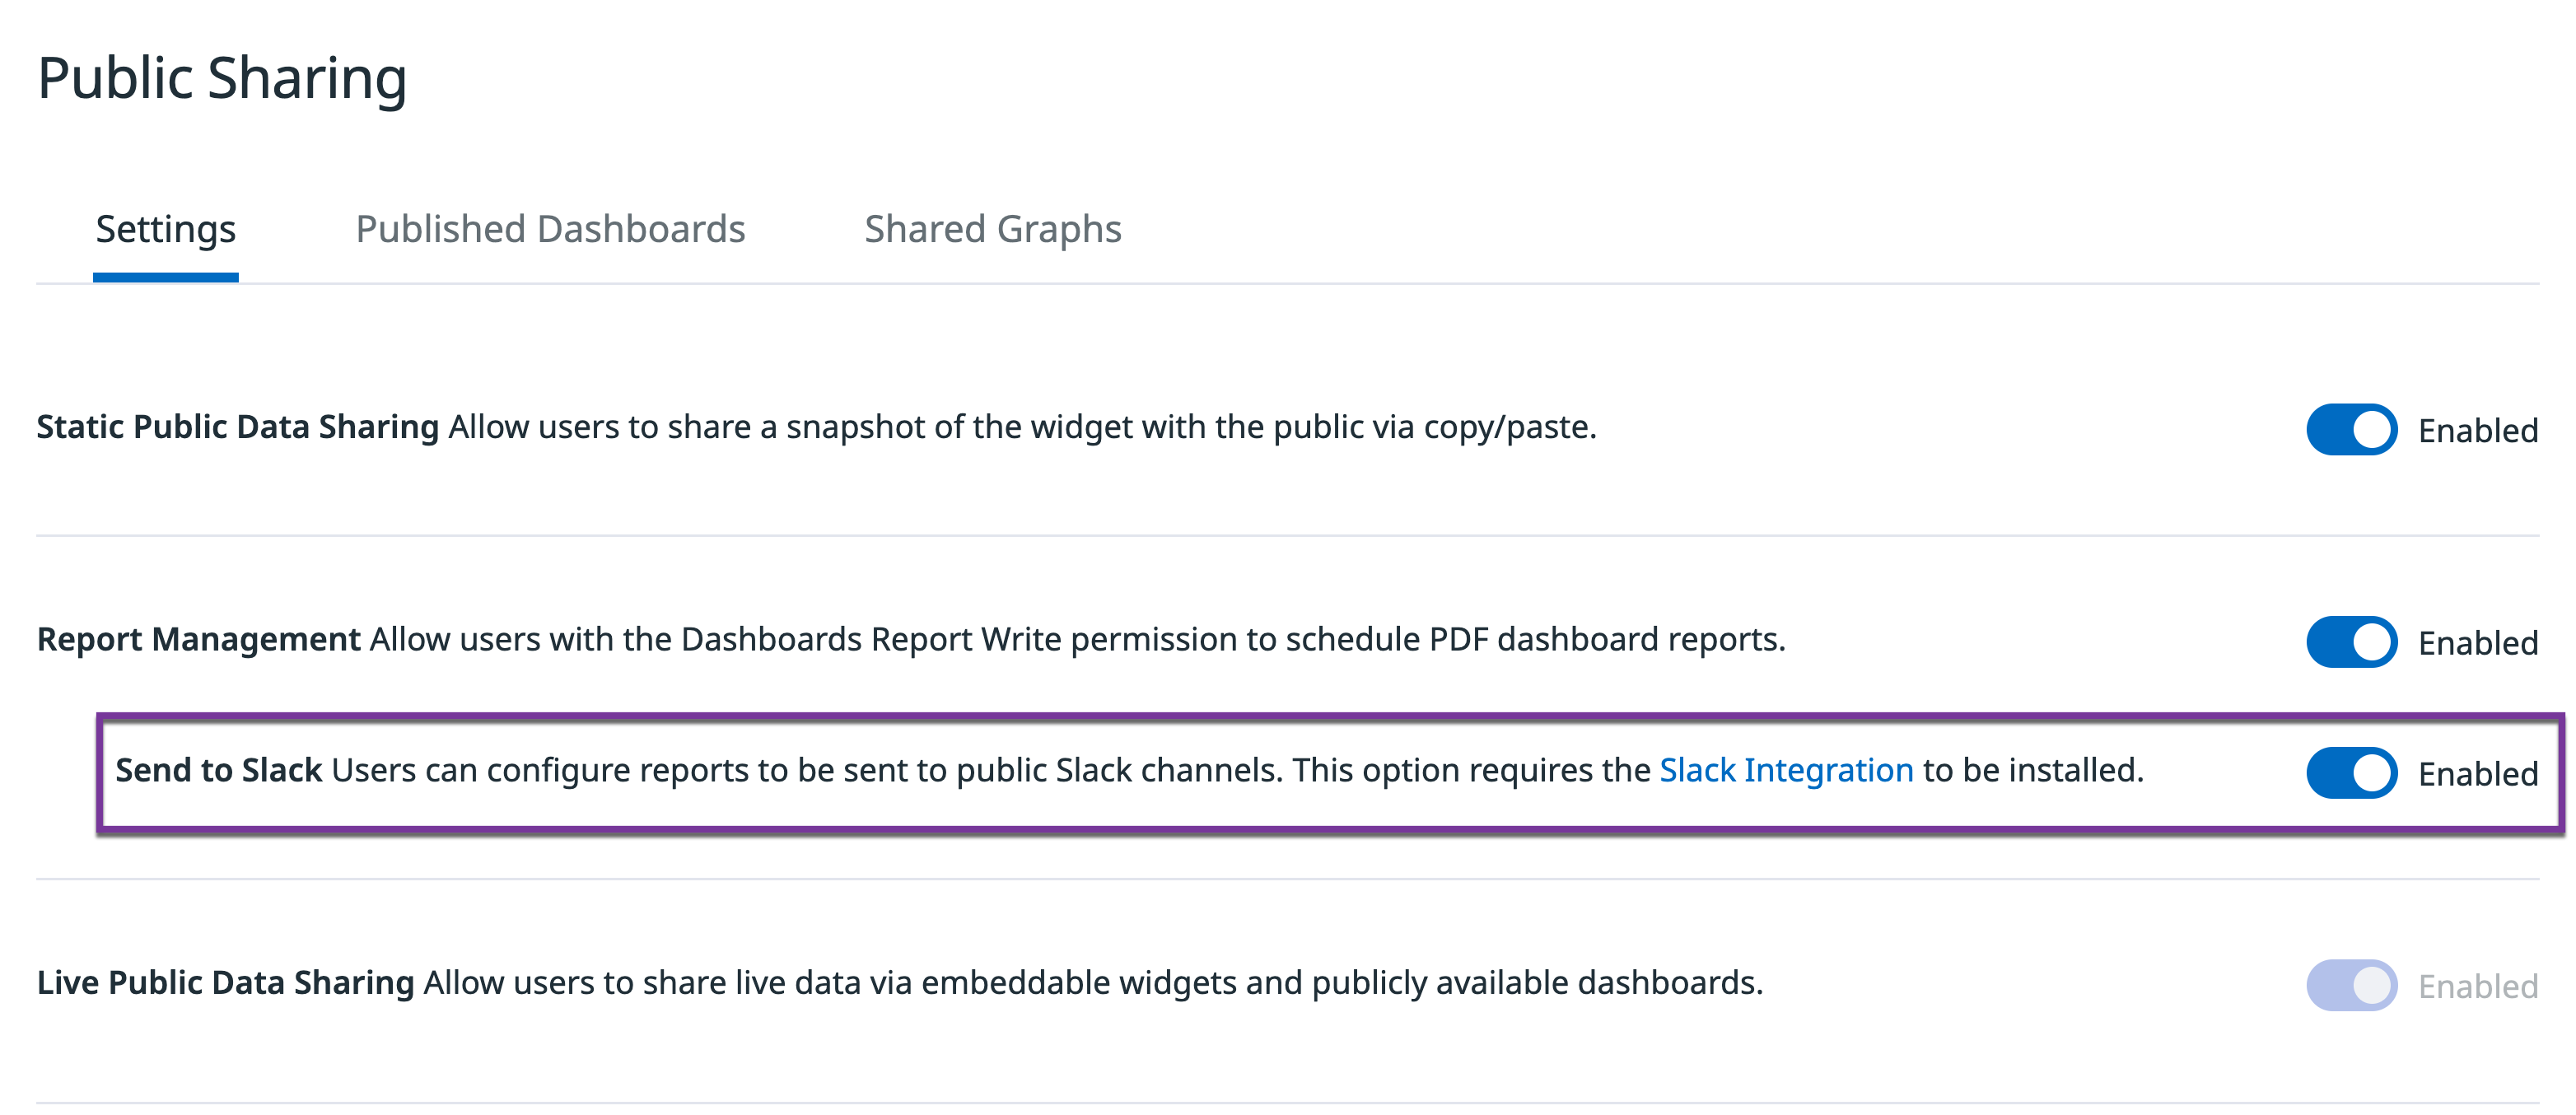 Public Sharing
Settings Published Dashboards Shared Graphs
Static Public Data Sharing Allow users to share a snapshot of the widget with the public via copy/paste. Enabled
Report Management Allow users with the Dashboards Report Write permission to schedule PDF dashboard reports. Enabled
Send to Slack Users can configure reports to be sent to public Slack channels. This option requires the Slack Integration to be installed. Enabled
Live Public Data Sharing Allow users to share live data via embeddable widgets and publicly available dashboards. Enabled